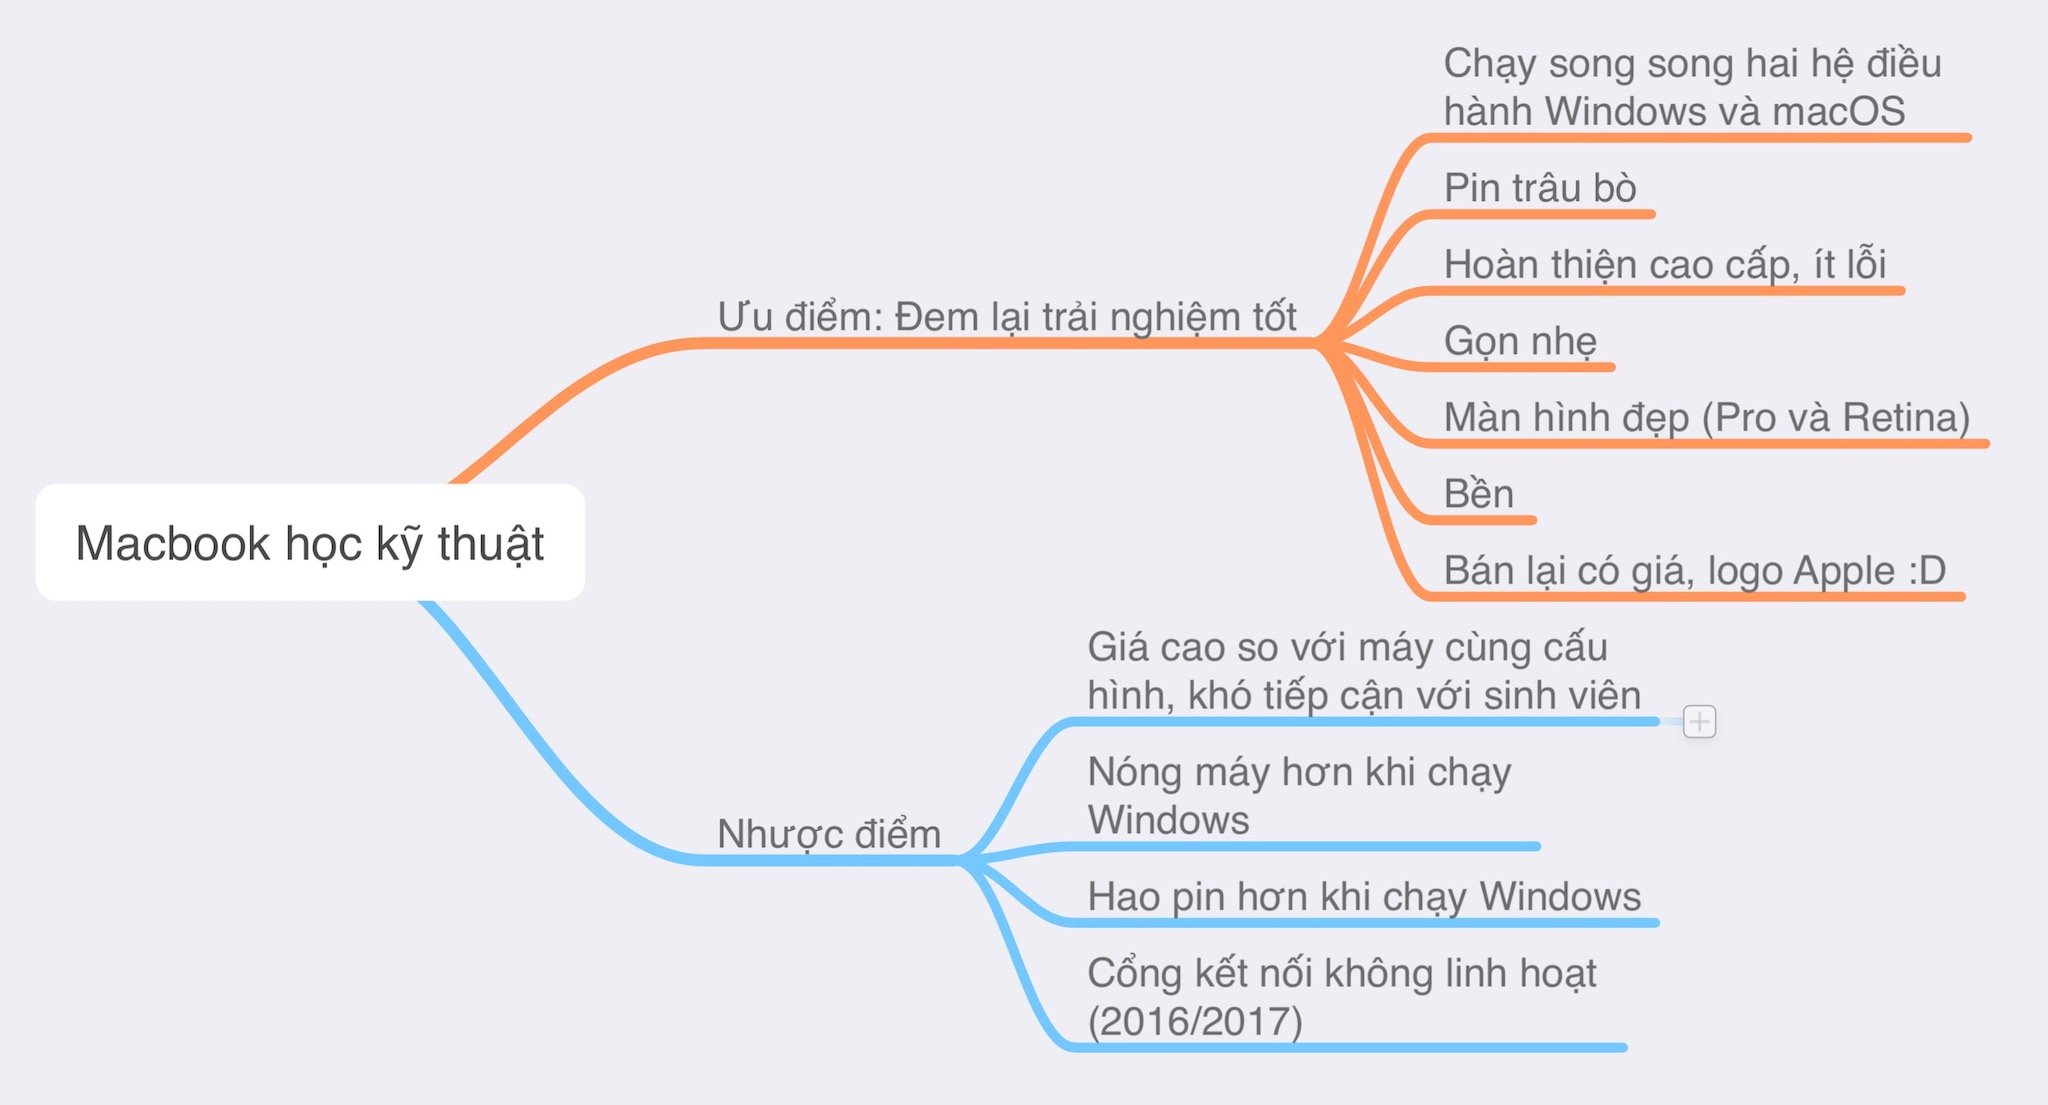 Chạy song song hai hệ điều
hành Windows và macOS
Pin trâu bò
Hoàn thiện cao cấp, ít lỗi
Ưu điểm: Đem lại trải nghiệm tốt
Gọn nhẹ
Màn hình đẹp (Pro và Retina)
Bền
Bán lại có giá, logo Apple :D
Macbook học kỹ thuật
Giá cao so với máy cùng cấu
hình, khó tiếp cận với sinh viên
Nóng máy hơn khi chạy
Windows
Nhược điểm
Hao pin hơn khi chạy Windows
Cổng kết nối không linh hoạt
(2016/2017)